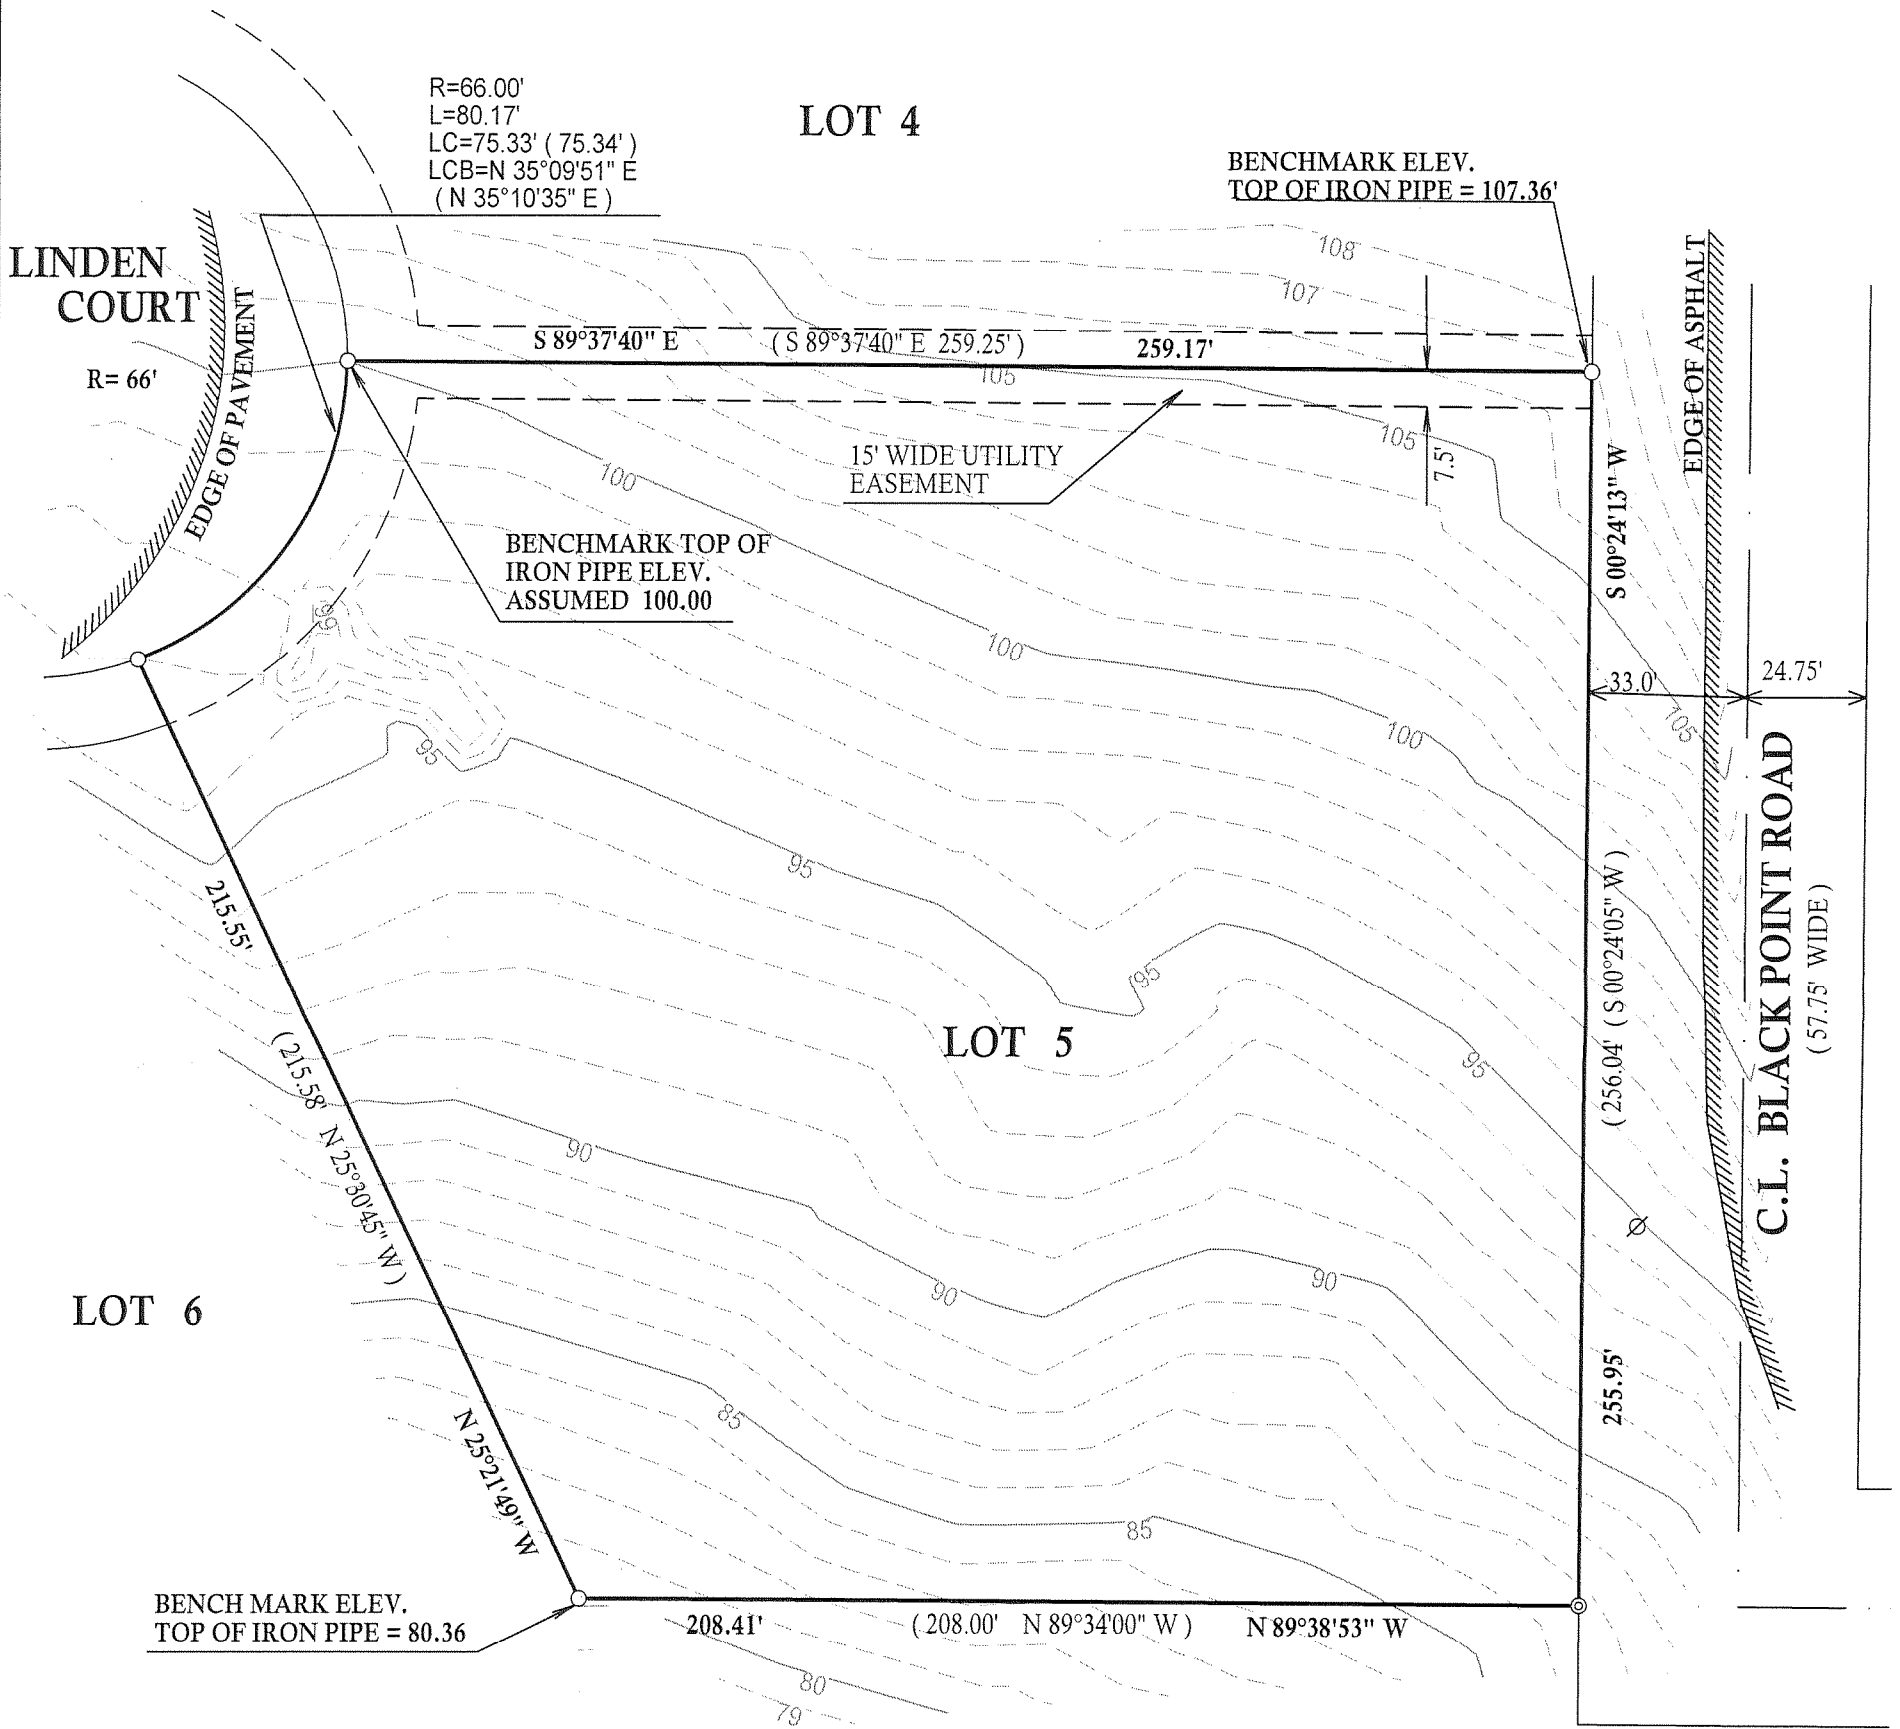 R=66.00'
L=80.17'
LC=75.33' ( 75.34' )
LCB=N 35°09'51" E
( N 35°10'35" E )
LOT 4
BENCHMARK ELEV.
TOP OF IRON PIPE = 107.36'
LINDEN
COURT
R= 66'
EDGE OF PAVEMENT
108
107
EDGE OF ASPHALT
S 89°37'40" E
( S 89°37'40" E 259.25' )
259.17'
105
105
15' WIDE UTILITY
EASEMENT
7.5'
100
S 00°24'13" W
BENCHMARK TOP OF
IRON PIPE ELEV.
ASSUMED 100.00
99
100
33.0'
24.75'
105
100
95
95
95
95
C.L. BLACK POINT ROAD
( 57.75' WIDE )
( 256.04' ( S 00°24'05" W )
255.95'
215.55'
( 215.58' N 25°30'45" W )
N 25°21'49" W
LOT 5
90
90
90
LOT 6
85
85
BENCH MARK ELEV.
TOP OF IRON PIPE = 80.36
208.41'
( 208.00' N 89°34'00" W )
N 89°38'53" W
80
79